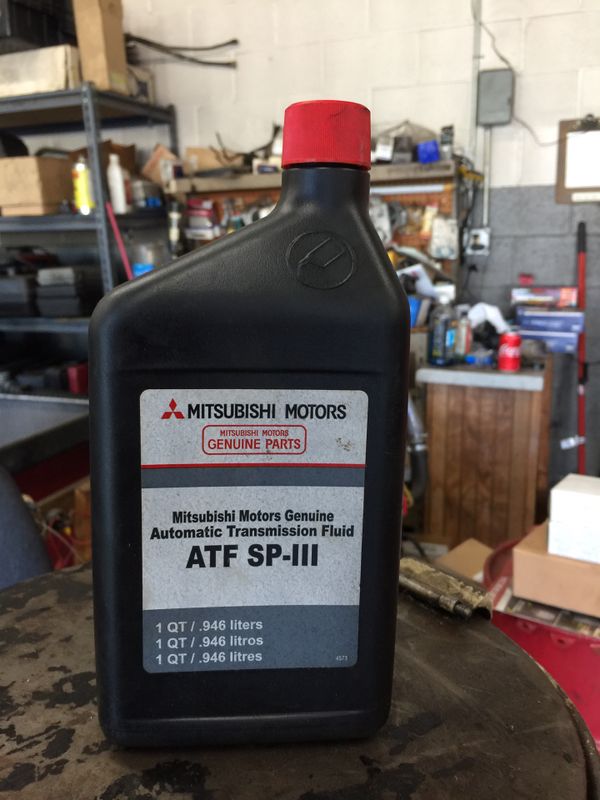 MITSUBISHI MOTORS
MITSUBISHI MOTORS
GENUINE PARTS
Mitsubishi Motors Genuine
Automatic Transmission Fluid
ATF SP-III
1 QT / .946 liters
1 QT / .946 litros
1 QT / .946 litres
4573